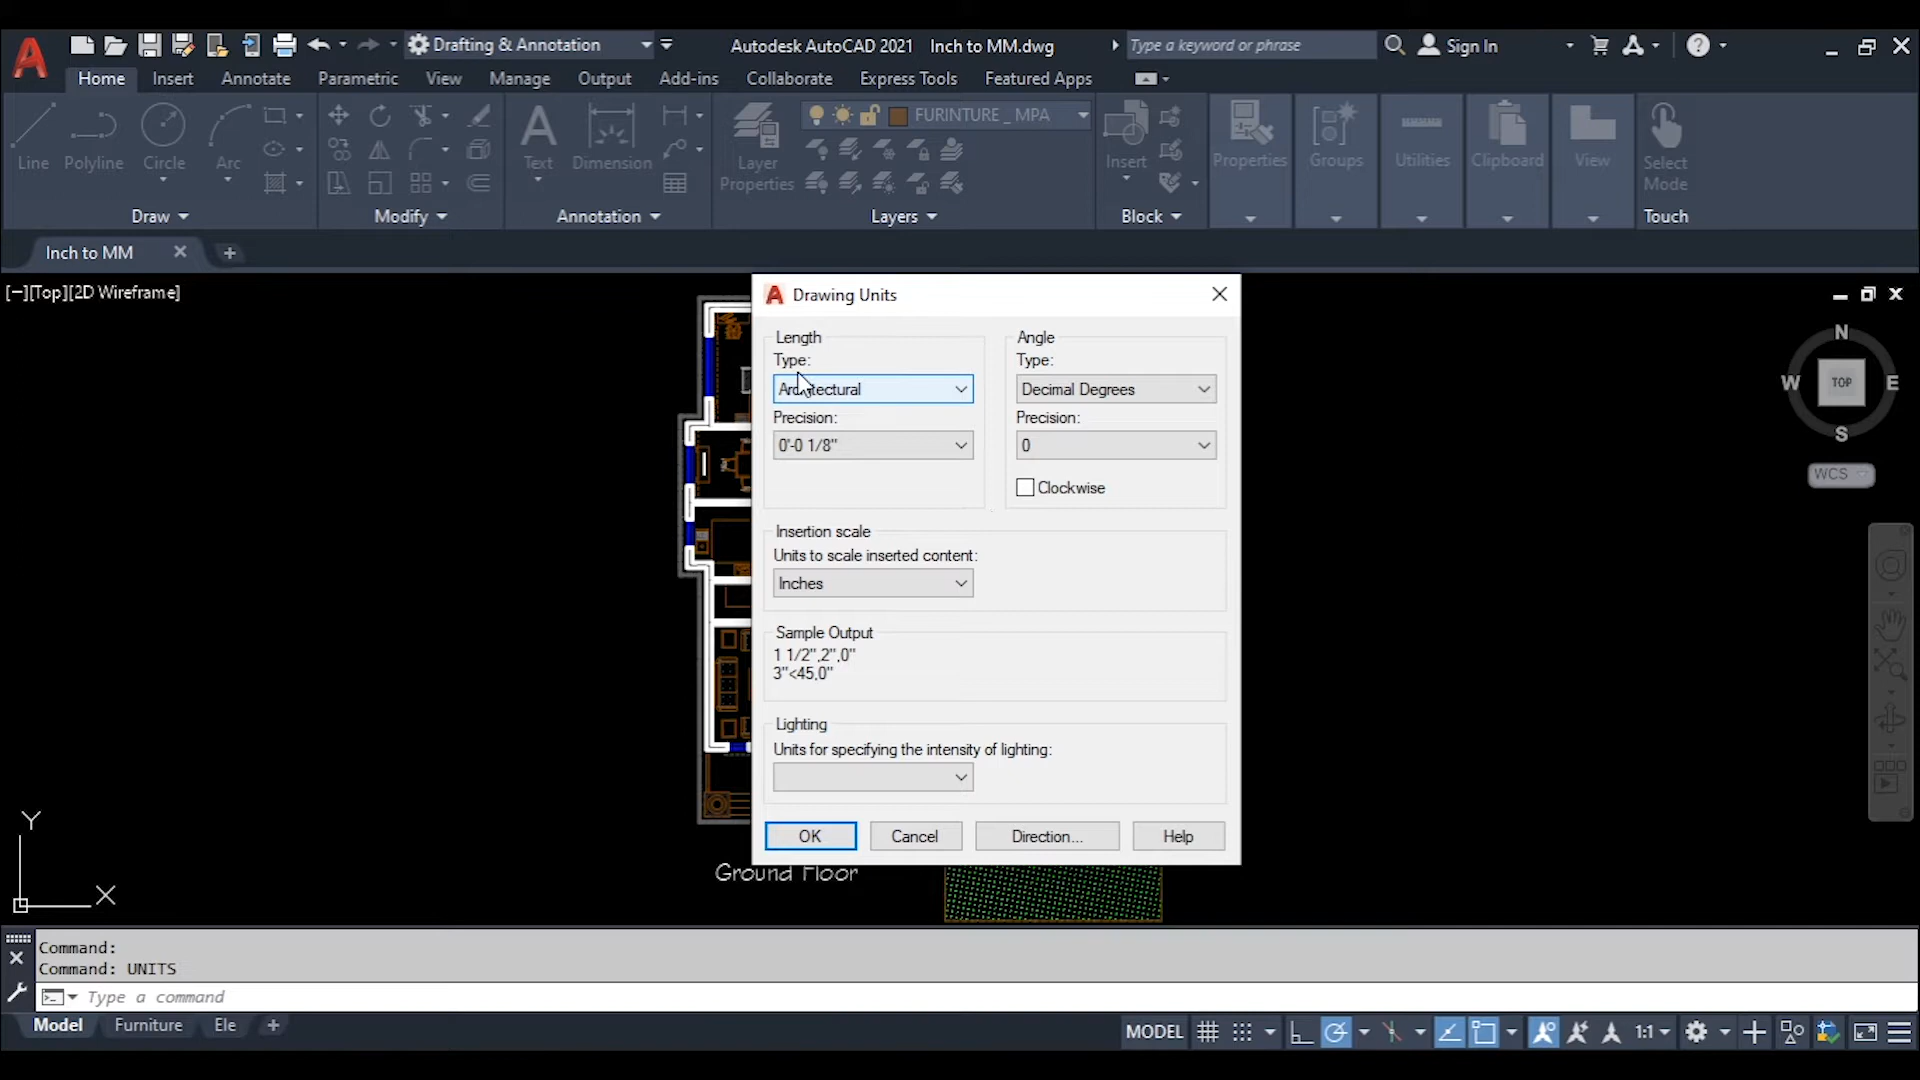 Drafting & Annotation
Autodesk AutoCAD 2021 Inch to MM.dwg
Type a keyword or phrase
Sign In
Home Insert Annotate Parametric View Manage Output Add-ins Collaborate Express Tools Featured Apps
FURINTURE _ MPA
Line Polyline Circle Arc
Text Dimension
Layer
Properties
Insert
Properties Groups Utilities Clipboard View
Select
Mode
Draw Modify Annotation Layers Block Touch
Inch to MM
[−][Top][2D Wireframe]
Drawing Units
Length
Type:
Architectural
Precision:
0'-0 1/8"
Angle
Type:
Decimal Degrees
Precision:
0
Clockwise
Insertion scale
Units to scale inserted content:
Inches
Sample Output
1 1/2",2",0"
3"<45,0"
Lighting
Units for specifying the intensity of lighting:
OK Cancel Direction... Help
N
W TOP E
S
WCS
Y
X
Ground Floor
Command:
Command: UNITS
Type a command
Model Furniture Ele
MODEL 1:1